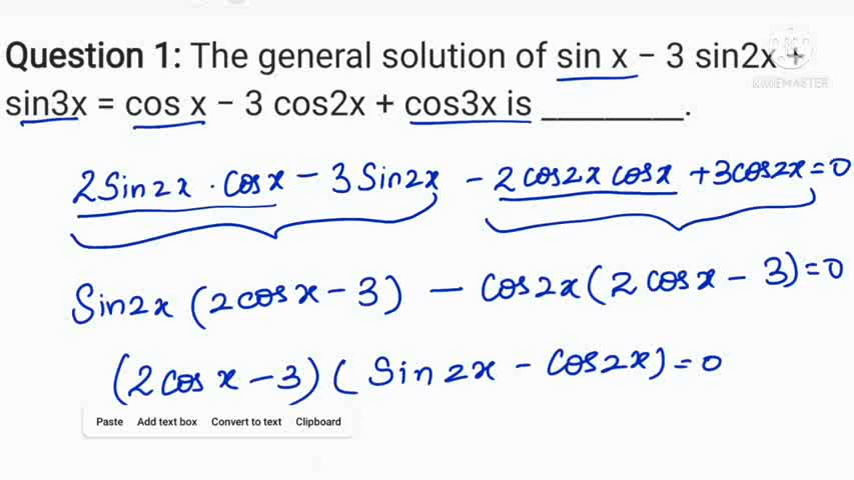 Question 1: The general solution of sin x − 3 sin2x +
sin3x = cos x − 3 cos2x + cos3x is ________.
KINEMASTER
2Sin2x · cosx − 3Sin2x − 2cos2x cosx + 3cos2x = 0
Sin2x (2cosx − 3) − cos2x (2cosx − 3) = 0
(2cosx − 3) (Sin2x − cos2x) = 0
Paste Add text box Convert to text Clipboard